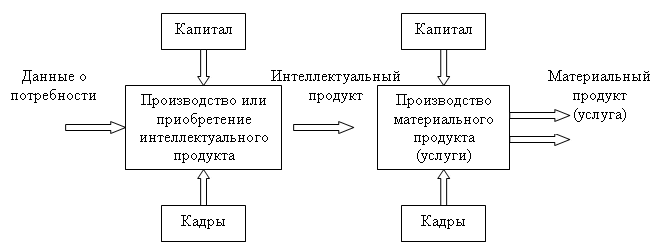 Капитал
Капитал
Данные о
потребности
Производство или
приобретение
интеллектуального
продукта
Интеллектуальный
продукт
Производство
материального
продукта
(услуги)
Материальный
продукт
(услуга)
Кадры
Кадры